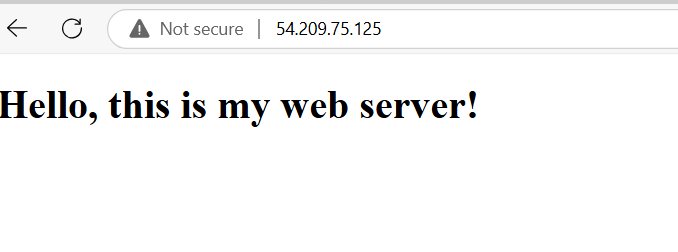 Not secure | 54.209.75.125
Hello, this is my web server!